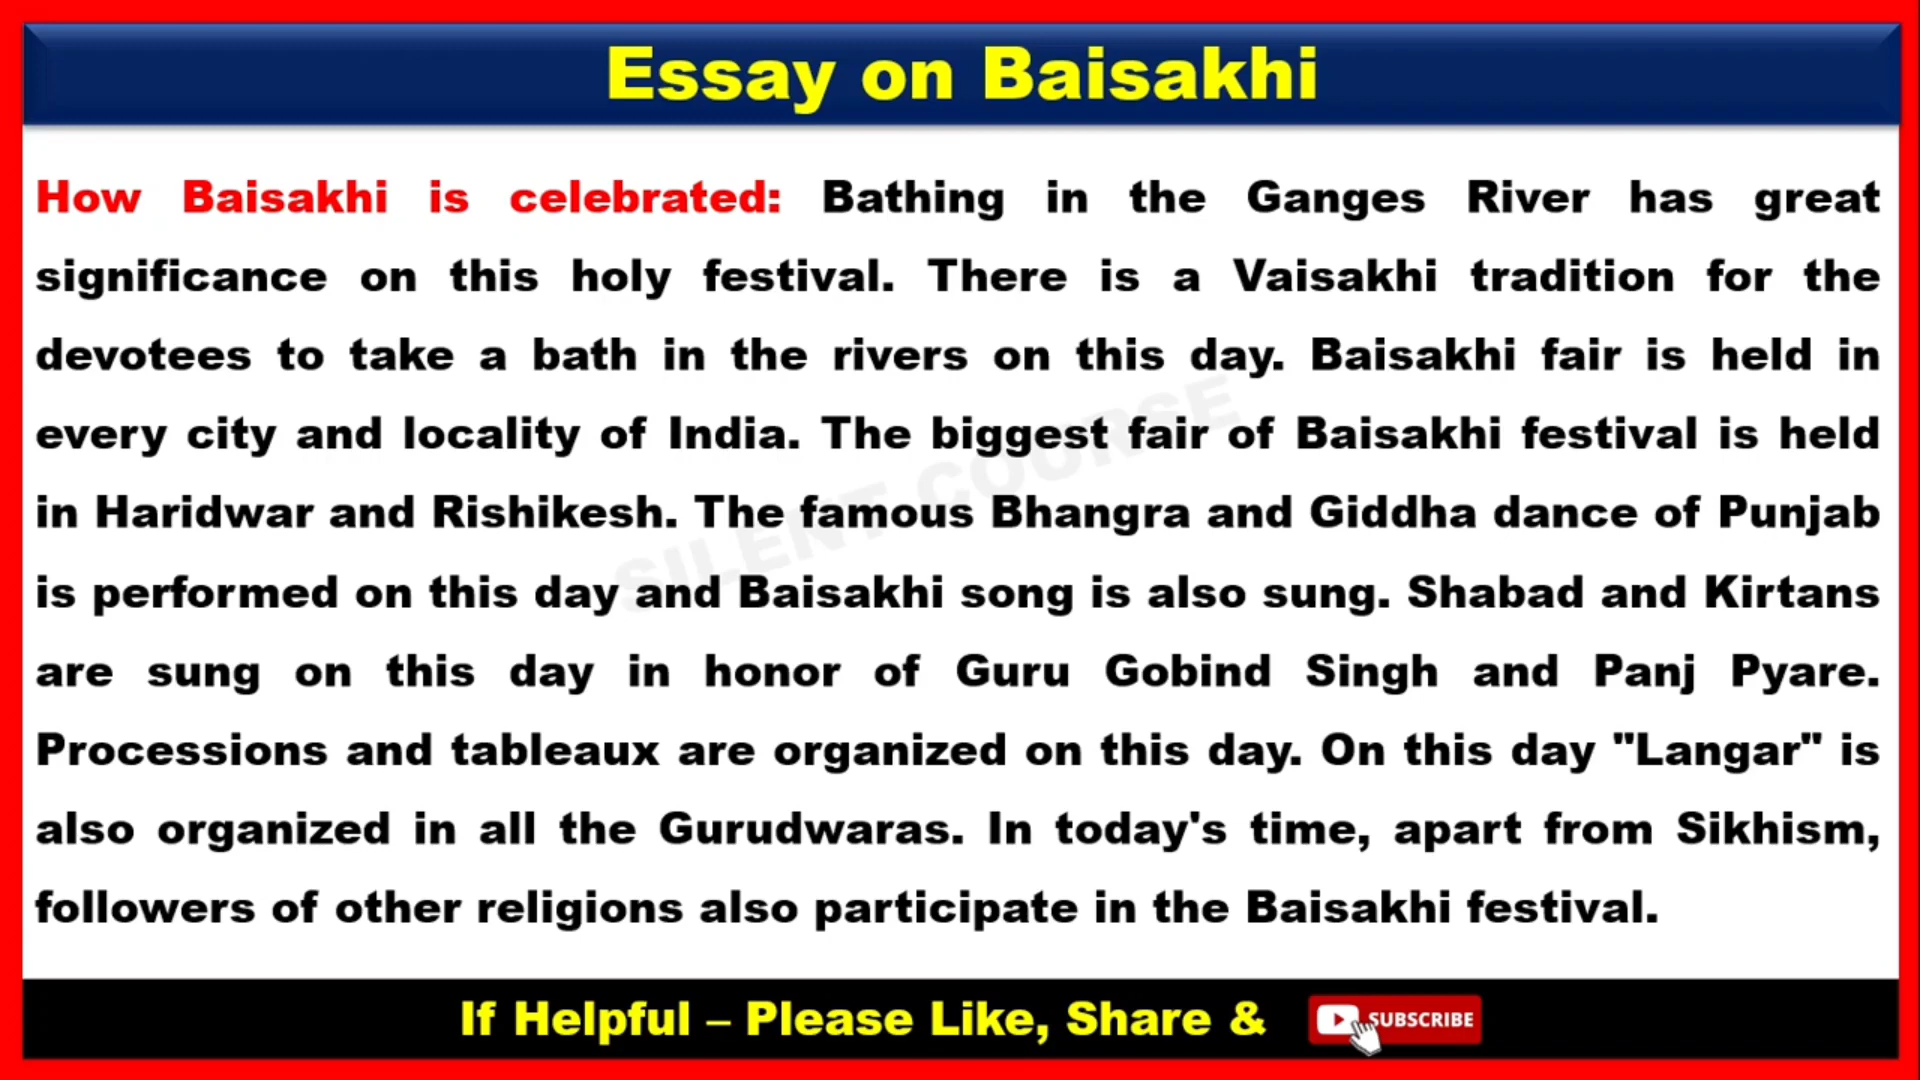 Essay on Baisakhi
How Baisakhi is celebrated: Bathing in the Ganges River has great
significance on this holy festival. There is a Vaisakhi tradition for the
devotees to take a bath in the rivers on this day. Baisakhi fair is held in
every city and locality of India. The biggest fair of Baisakhi festival is held
in Haridwar and Rishikesh. The famous Bhangra and Giddha dance of Punjab
is performed on this day and Baisakhi song is also sung. Shabad and Kirtans
are sung on this day in honor of Guru Gobind Singh and Panj Pyare.
Processions and tableaux are organized on this day. On this day "Langar" is
also organized in all the Gurudwaras. In today's time, apart from Sikhism,
followers of other religions also participate in the Baisakhi festival.
SILENT COURSE
If Helpful – Please Like, Share & SUBSCRIBE